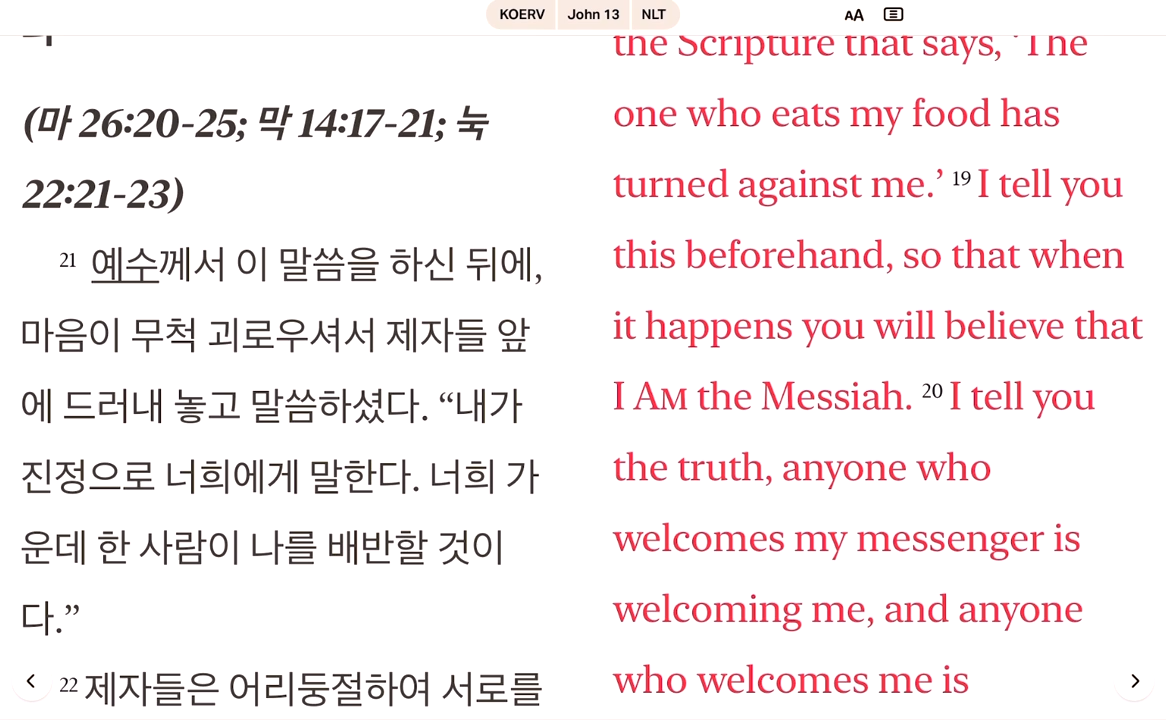 KOERV John 13 NLT AA
(마 26:20-25; 막 14:17-21; 눅
22:21-23)
21 예수께서 이 말씀을 하신 뒤에,
마음이 무척 괴로우셔서 제자들 앞
에 드러내 놓고 말씀하셨다. “내가
진정으로 너희에게 말한다. 너희 가
운데 한 사람이 나를 배반할 것이
다.”
22 제자들은 어리둥절하여 서로를
the Scripture that says, ‘The
one who eats my food has
turned against me.’ 19 I tell you
this beforehand, so that when
it happens you will believe that
I AM the Messiah. 20 I tell you
the truth, anyone who
welcomes my messenger is
welcoming me, and anyone
who welcomes me is